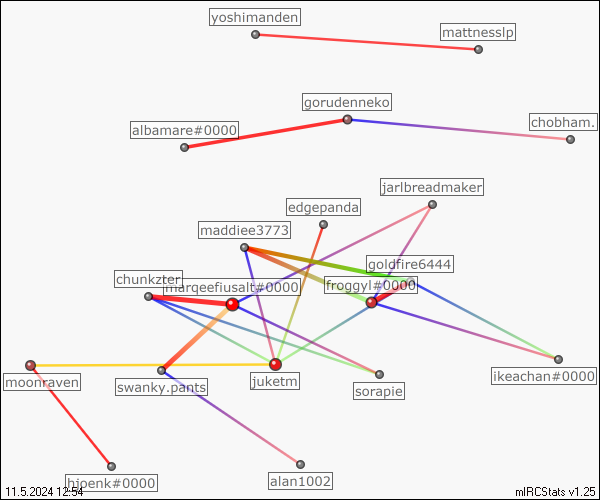 yoshimanden
mattnesslp
gorudenneko
chobham.
albamare#0000
jarlbreadmaker
edgepanda
maddiee3773
goldfire6444
chunkzter
marqeefiusalt#0000
froggyl#0000
moonraven
swanky.pants
juketm
sorapie
ikeachan#0000
hjoenk#0000
alan1002
11.5.2024 12:54
mIRCStats v1.25